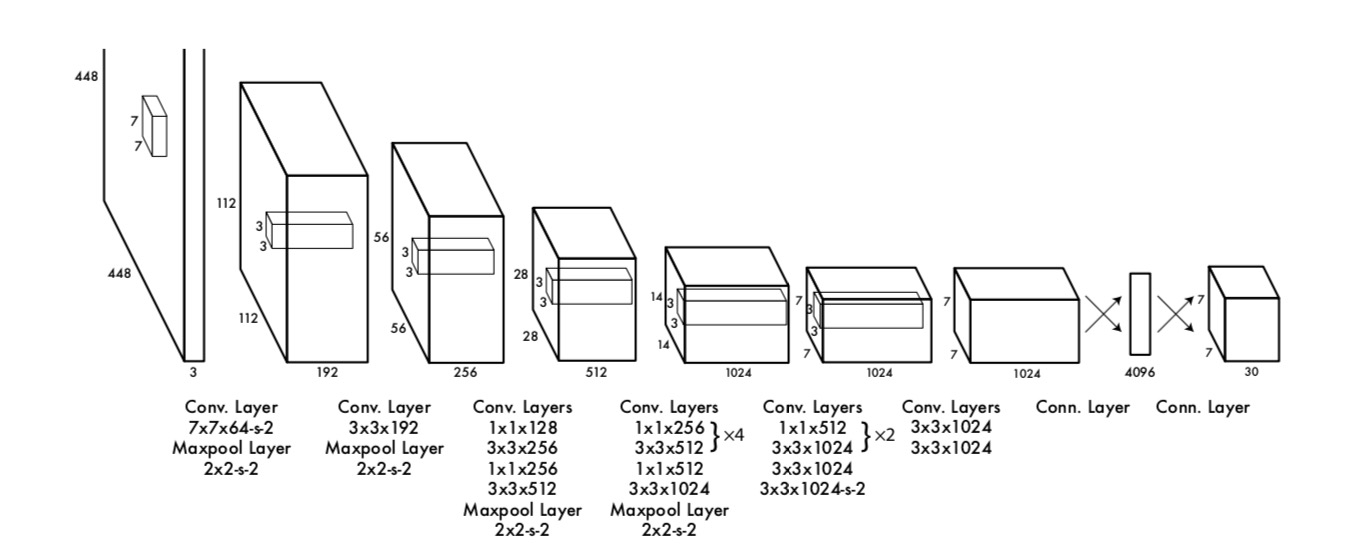 448
7
7
448
3
112
3
3
112
192
56
3
3
56
256
28
3
3
28
512
14
3
3
14
1024
7
3
3
7
1024
7
7
1024
4096
7
7
30
Conv. Layer
7x7x64-s-2
Maxpool Layer
2x2-s-2
Conv. Layer
3x3x192
Maxpool Layer
2x2-s-2
Conv. Layers
1x1x128
3x3x256
1x1x256
3x3x512
Maxpool Layer
2x2-s-2
Conv. Layers
1x1x256
3x3x512 }×4
1x1x512
3x3x1024
Maxpool Layer
2x2-s-2
Conv. Layers
1x1x512
3x3x1024 }×2
3x3x1024
3x3x1024-s-2
Conv. Layers
3x3x1024
3x3x1024
Conn. Layer
Conn. Layer